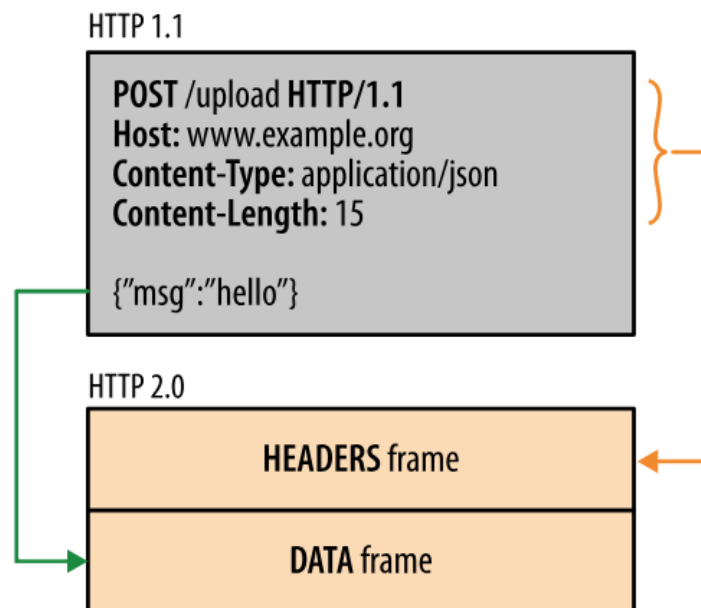 HTTP 1.1
POST /upload HTTP/1.1
Host: www.example.org
Content-Type: application/json
Content-Length: 15
{”msg”:”hello”}
HTTP 2.0
HEADERS frame
DATA frame